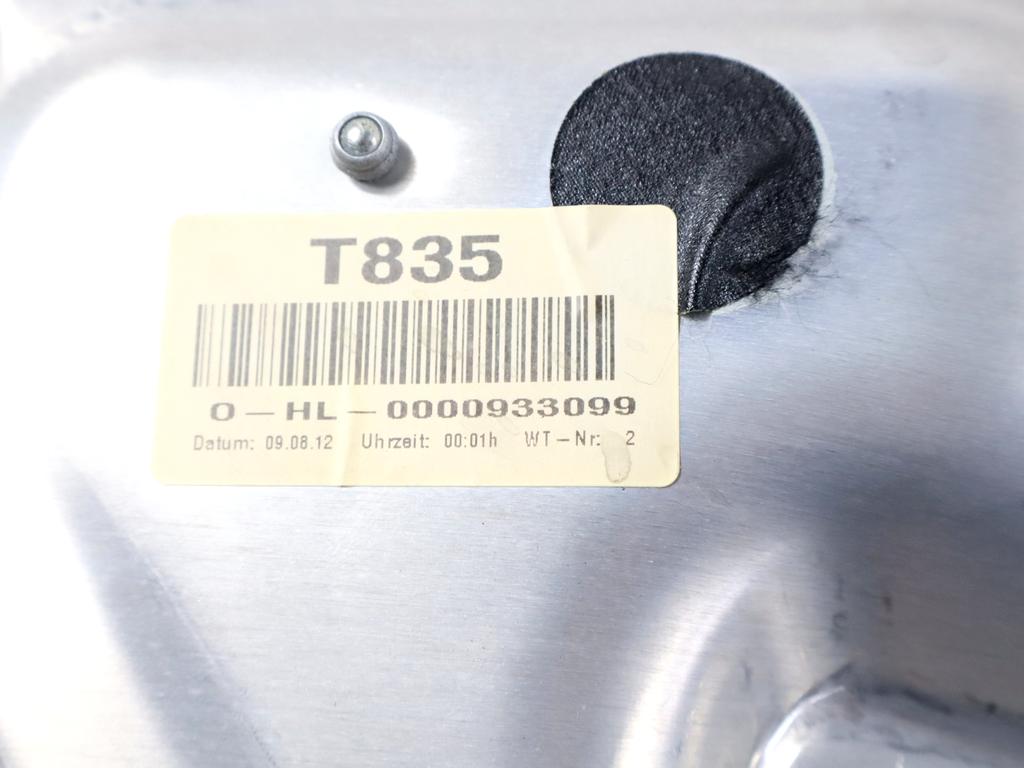 T835
O-HL-0000933099
Datum: 09.08.12 Uhrzeit: 00:01h WT-Nr: 2